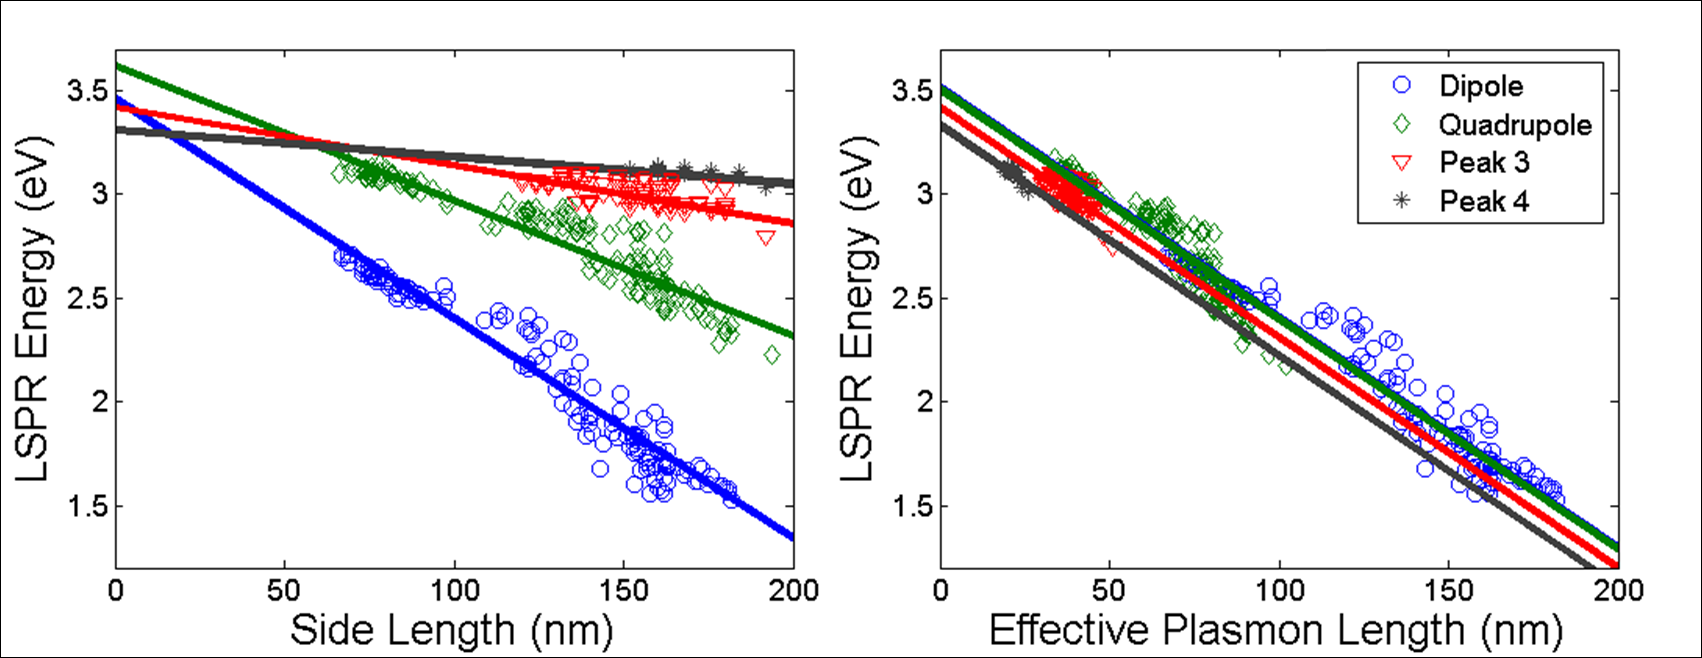 LSPR Energy (eV)
3.5
3
2.5
2
1.5
0
50
100
150
200
Side Length (nm)
LSPR Energy (eV)
3.5
3
2.5
2
1.5
0
50
100
150
200
Effective Plasmon Length (nm)
Dipole
Quadrupole
Peak 3
Peak 4